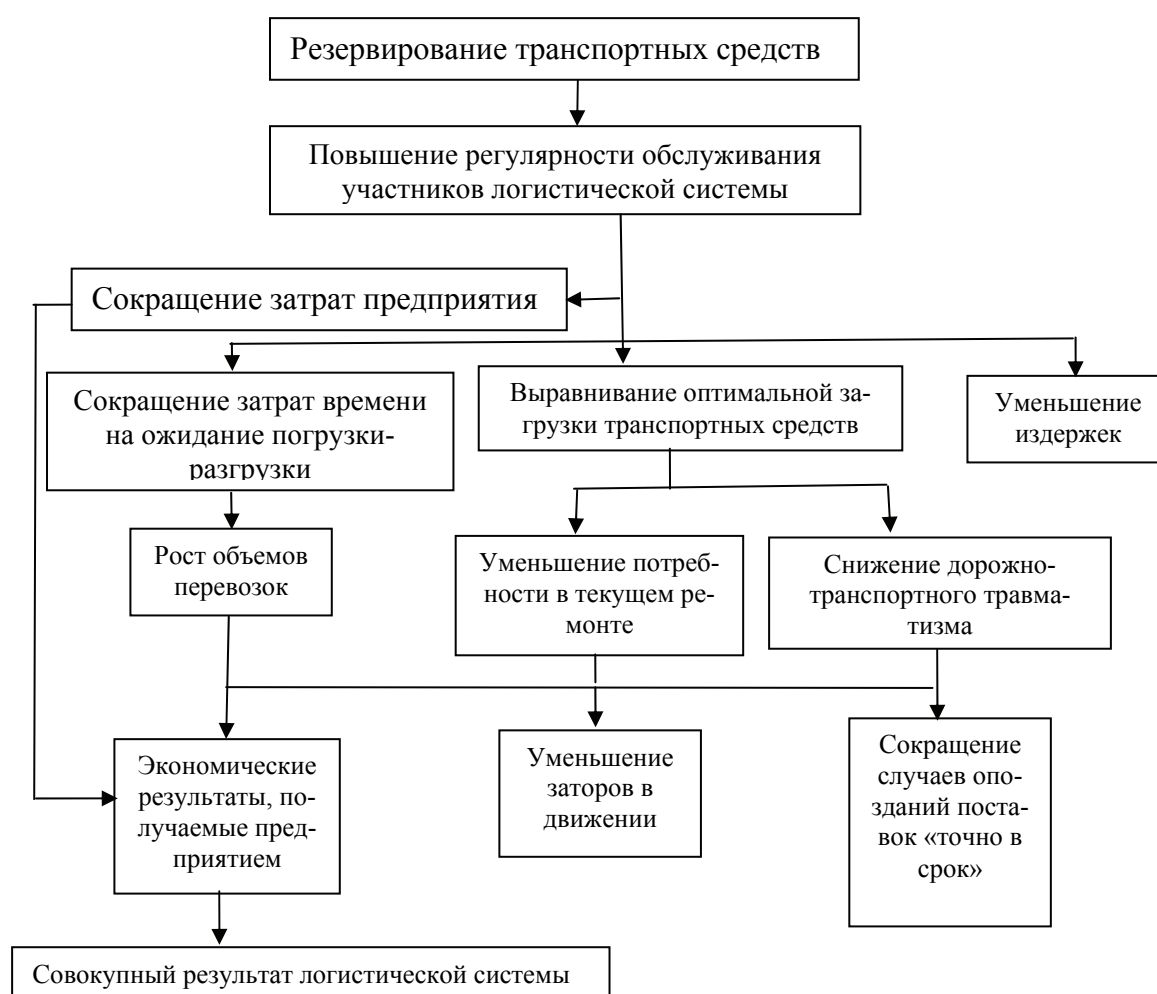 Резервирование транспортных средств
Повышение регулярности обслуживания
участников логистической системы
Сокращение затрат предприятия
Сокращение затрат времени
на ожидание погрузки-
разгрузки
Выравнивание оптимальной за-
грузки транспортных средств
Уменьшение
издержек
Рост объемов
перевозок
Уменьшение потреб-
ности в текущем ре-
монте
Снижение дорожно-
транспортного травма-
тизма
Экономические
результаты, по-
лучаемые пред-
приятием
Уменьшение
заторов в
движении
Сокращение
случаев опо-
зданий поста-
вок «точно в
срок»
Совокупный результат логистической системы